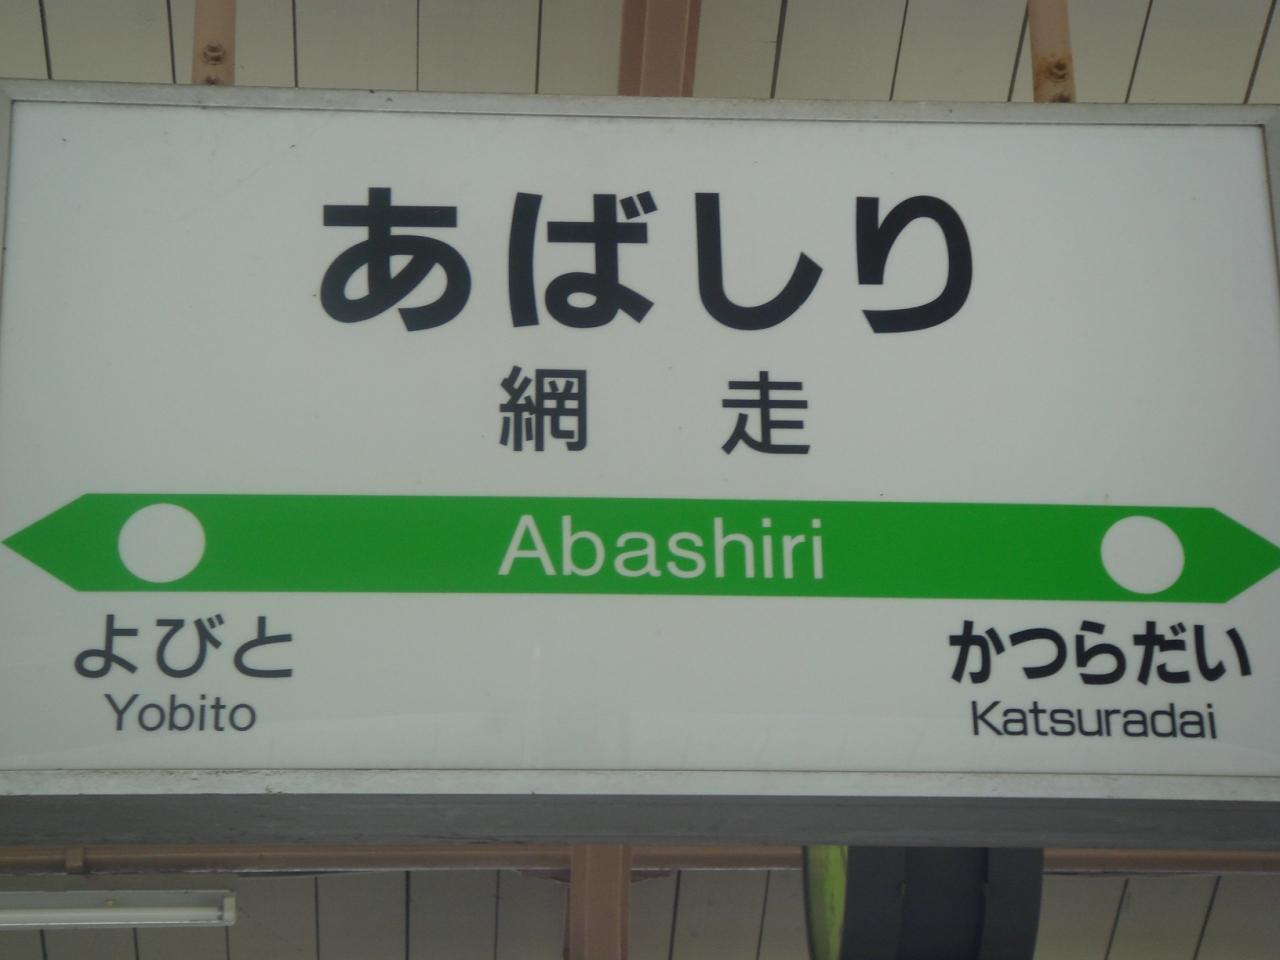 あばしり
網走
Abashiri
よびと
Yobito
かつらだい
Katsuradai